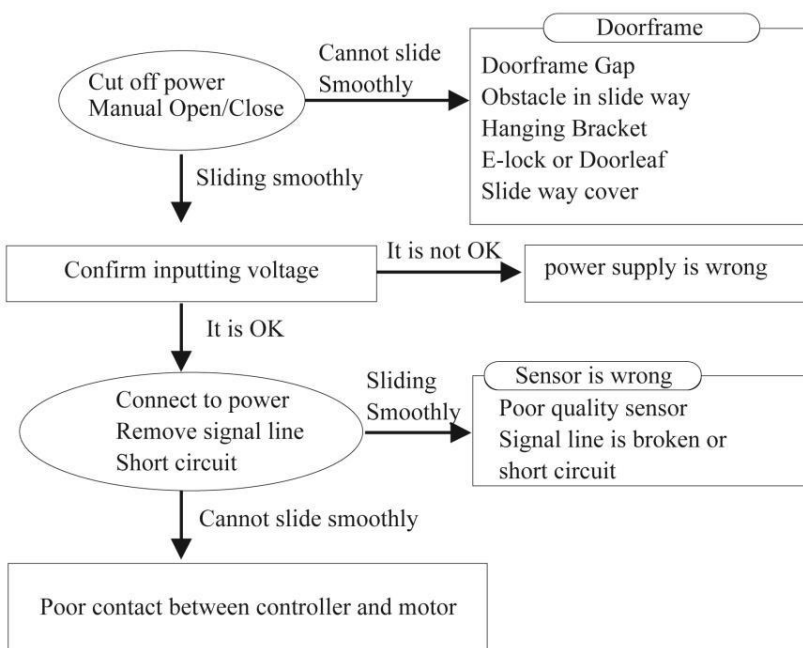 Cut off power
Manual Open/Close
Cannot slide
Smoothly
Doorframe
Doorframe Gap
Obstacle in slide way
Hanging Bracket
E-lock or Doorleaf
Slide way cover
Sliding smoothly
Confirm inputting voltage
It is not OK
power supply is wrong
It is OK
Connect to power
Remove signal line
Short circuit
Sliding
Smoothly
Sensor is wrong
Poor quality sensor
Signal line is broken or
short circuit
Cannot slide smoothly
Poor contact between controller and motor